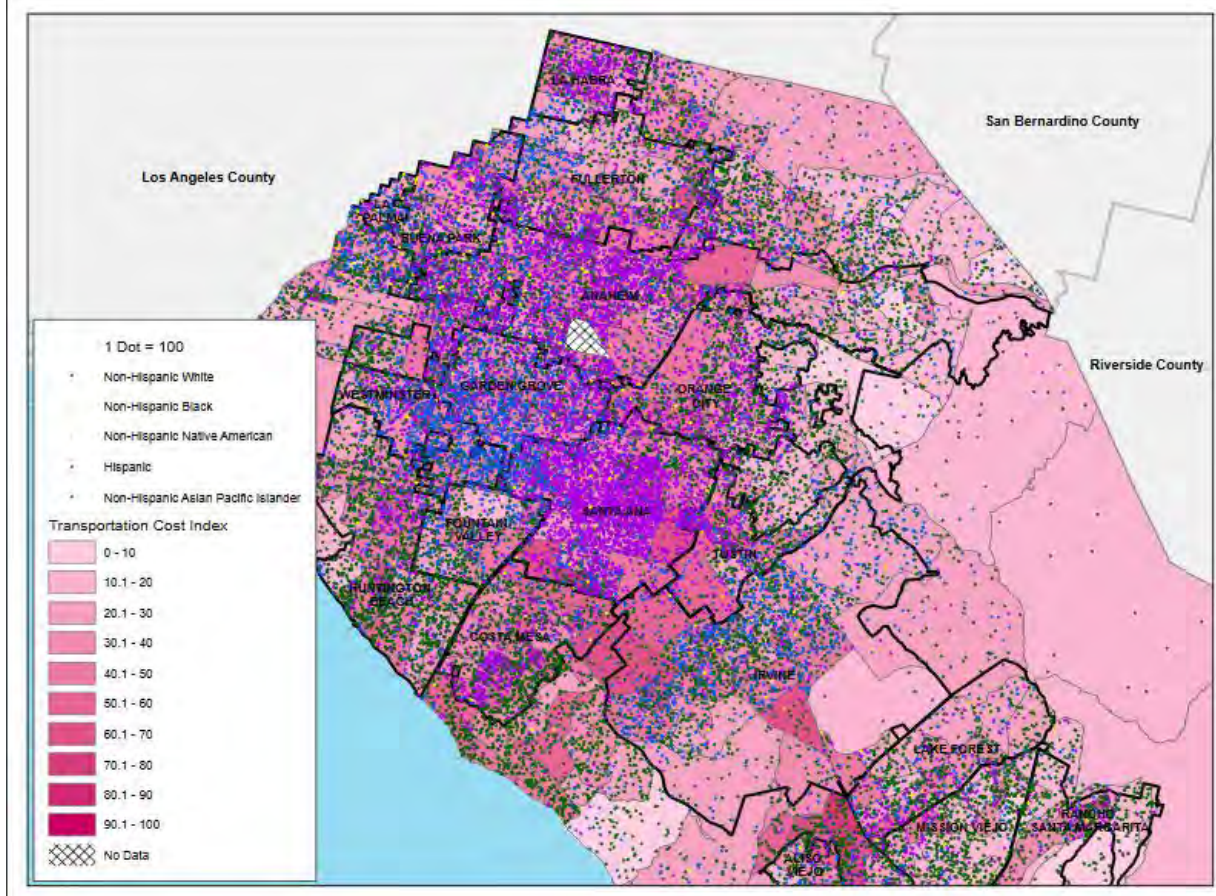 LA HABRA
San Bernardino County
Los Angeles County
FULLERTON
LA
PALMA
BUENA PARK
ANAHEIM
Riverside County
1 Dot = 100
Non-Hispanic White
Non-Hispanic Black
Non-Hispanic Native American
Hispanic
Non-Hispanic Asian Pacific Islander
Transportation Cost Index
0 - 10
10.1 - 20
20.1 - 30
30.1 - 40
40.1 - 50
50.1 - 60
60.1 - 70
70.1 - 80
80.1 - 90
90.1 - 100
No Data
GARDEN GROVE
WESTMINSTER
ORANGE
CITY
SANTA ANA
FOUNTAIN
VALLEY
TUSTIN
HUNTINGTON
BEACH
COSTA MESA
IRVINE
LAKE FOREST
MISSION VIEJO
RANCHO
SANTA MARGARITA
ALISO
VIEJO